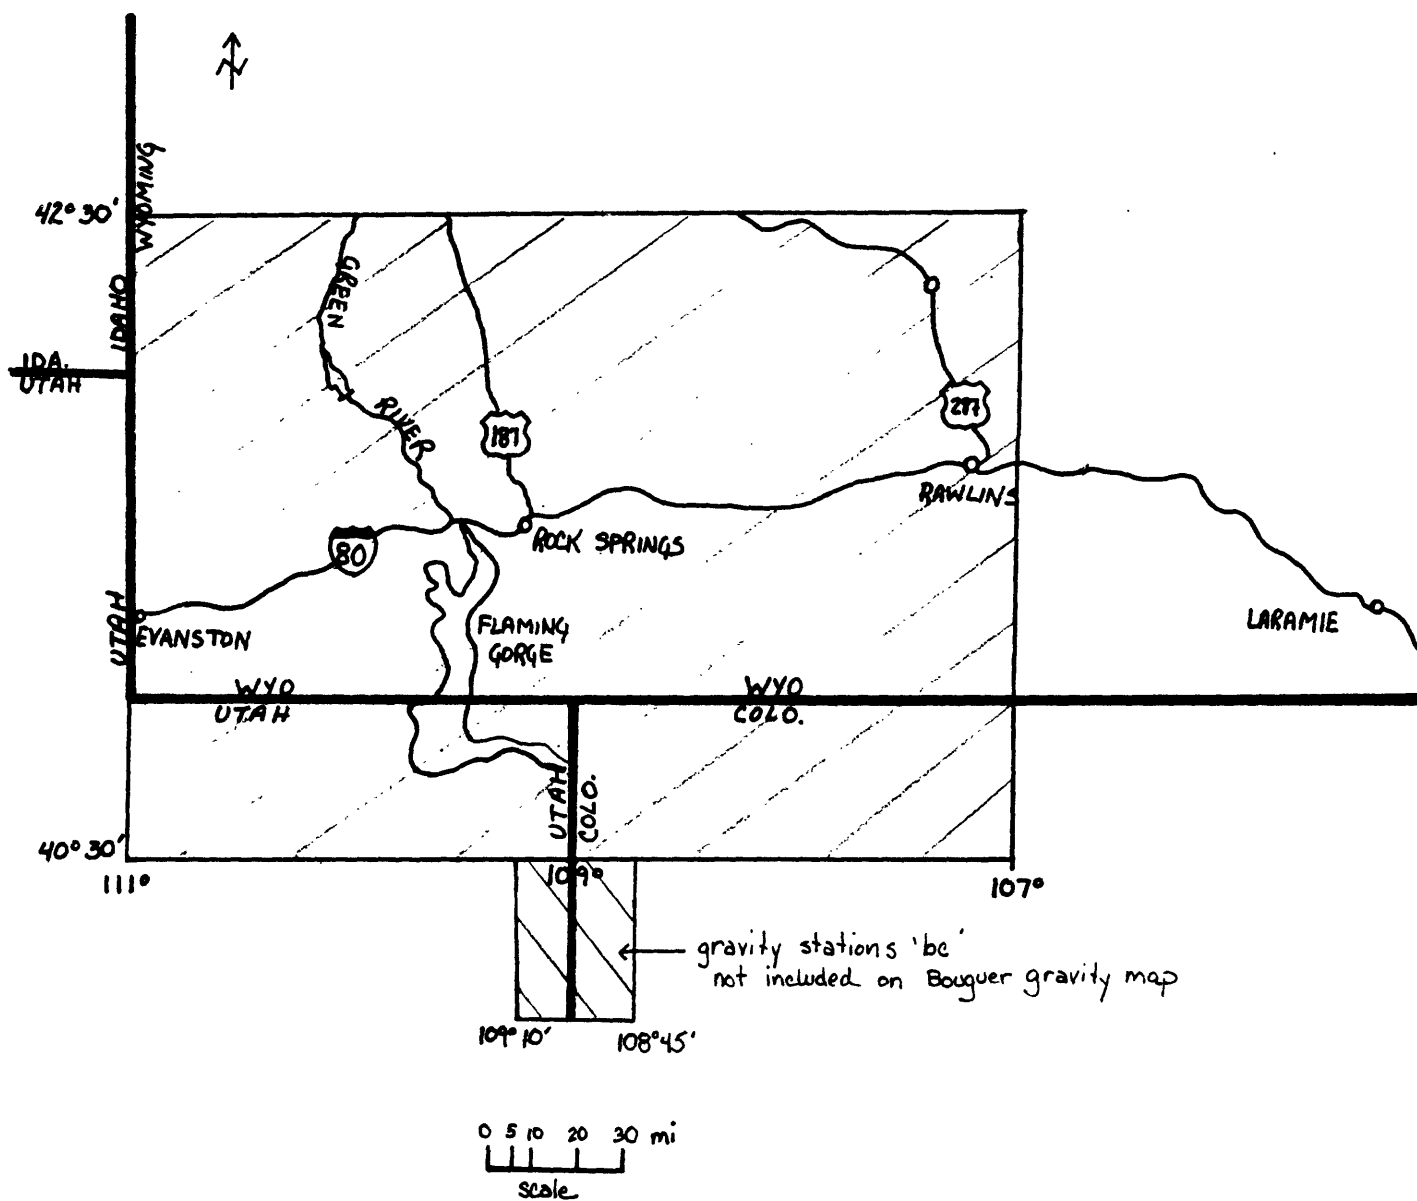 N
WYOMING
42° 30'
IDAHO
GREEN
IDA.
UTAH
RIVER
187
287
RAWLINS
80
ROCK SPRINGS
UTAH
EVANSTON
FLAMING
GORGE
LARAMIE
WYO
UTAH
WYO
COLO.
UTAH
COLO.
40° 30'
111°
109°
107°
gravity stations 'bc'
not included on Bouguer gravity map
109° 10'
108° 45'
0 5 10 20 30 mi
scale